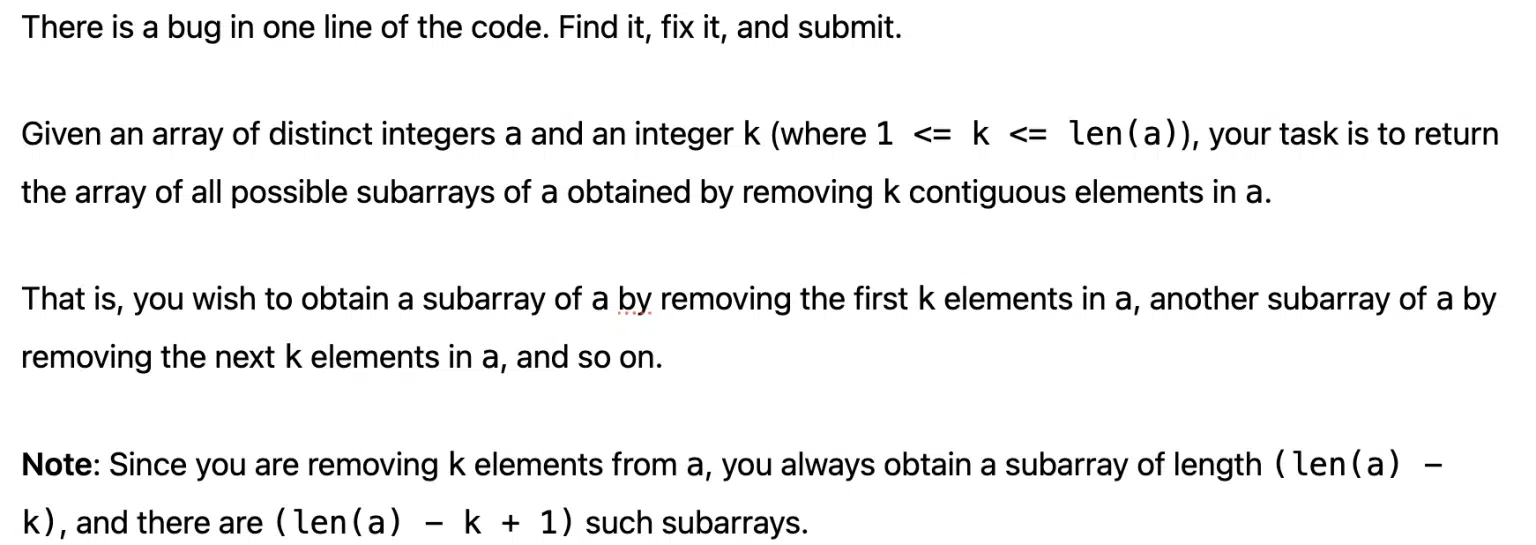 There is a bug in one line of the code. Find it, fix it, and submit.
Given an array of distinct integers a and an integer k (where 1 <= k <= len(a)), your task is to return
the array of all possible subarrays of a obtained by removing k contiguous elements in a.
That is, you wish to obtain a subarray of a by removing the first k elements in a, another subarray of a by
removing the next k elements in a, and so on.
Note: Since you are removing k elements from a, you always obtain a subarray of length (len(a) –
k), and there are (len(a) – k + 1) such subarrays.